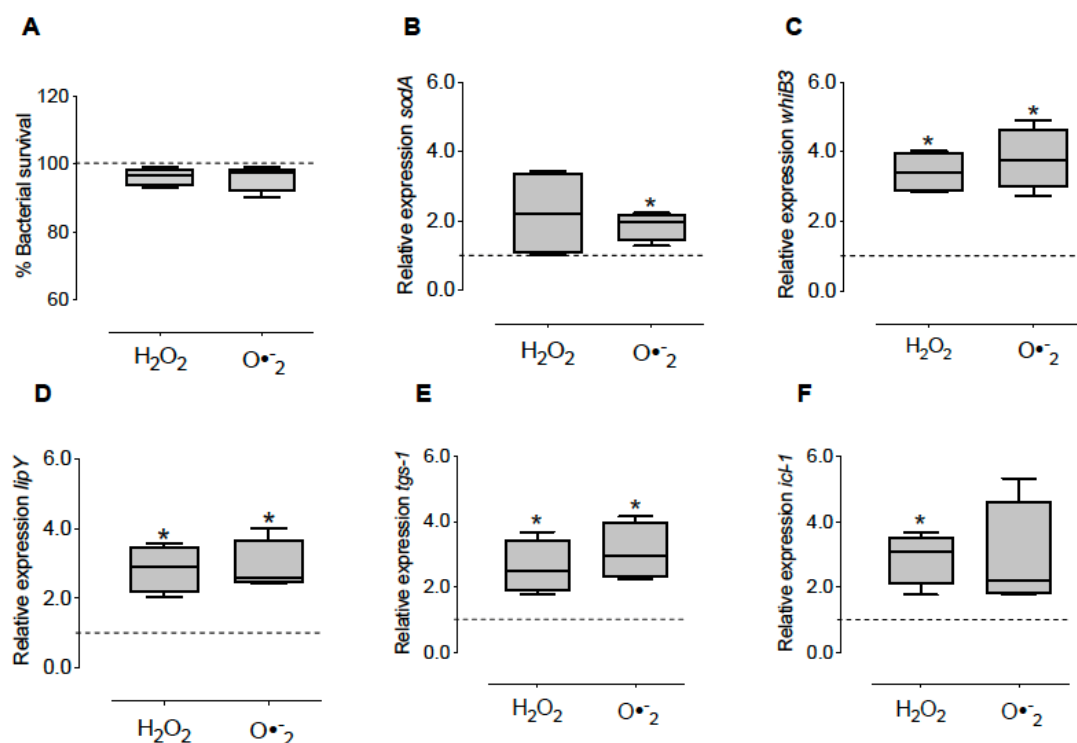 A
% Bacterial survival
120
100
80
60
H₂O₂
O•⁻₂
B
Relative expression sodA
6.0
4.0
2.0
0.0
*
H₂O₂
O•⁻₂
C
Relative expression whiB3
6.0
4.0
2.0
0.0
*
*
H₂O₂
O•⁻₂
D
Relative expression lipY
6.0
4.0
2.0
0.0
*
*
H₂O₂
O•⁻₂
E
Relative expression tgs-1
6.0
4.0
2.0
0.0
*
*
H₂O₂
O•⁻₂
F
Relative expression icl-1
6.0
4.0
2.0
0.0
*
H₂O₂
O•⁻₂